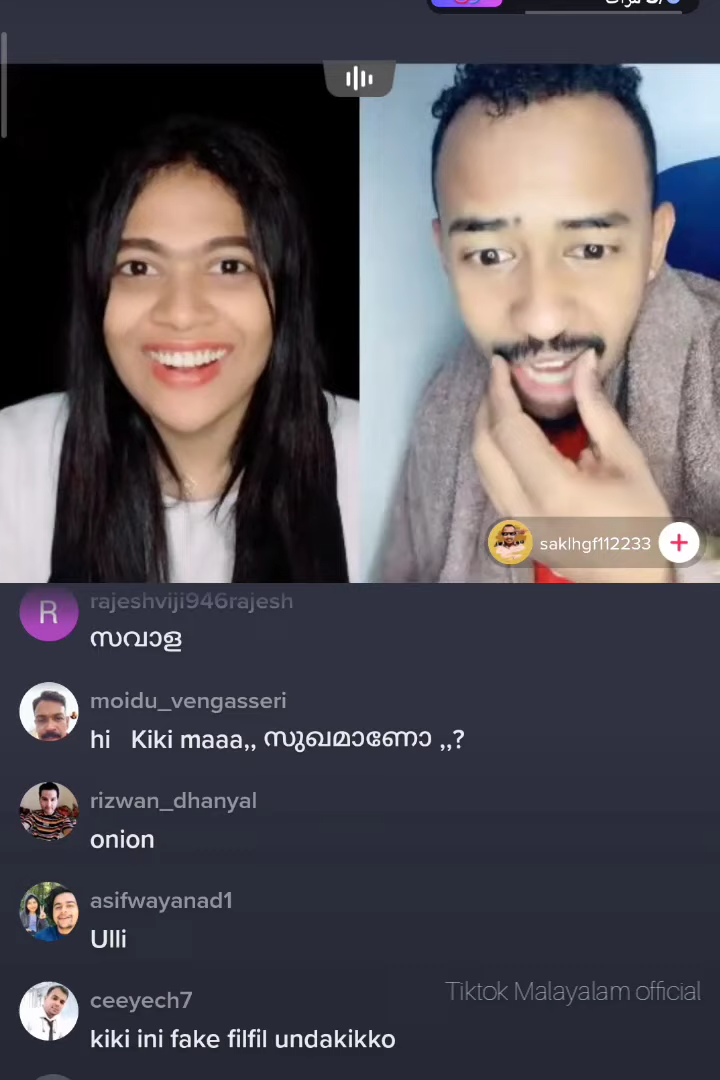 saklhgf112233
R
rajeshviji946rajesh
സവാള
moidu_vengasseri
hi Kiki maaa,, സുഖമാണോ ,,?
rizwan_dhanyal
onion
asifwayanad1
Ulli
Tiktok Malayalam official
ceeyech7
kiki ini fake filfil undakikko